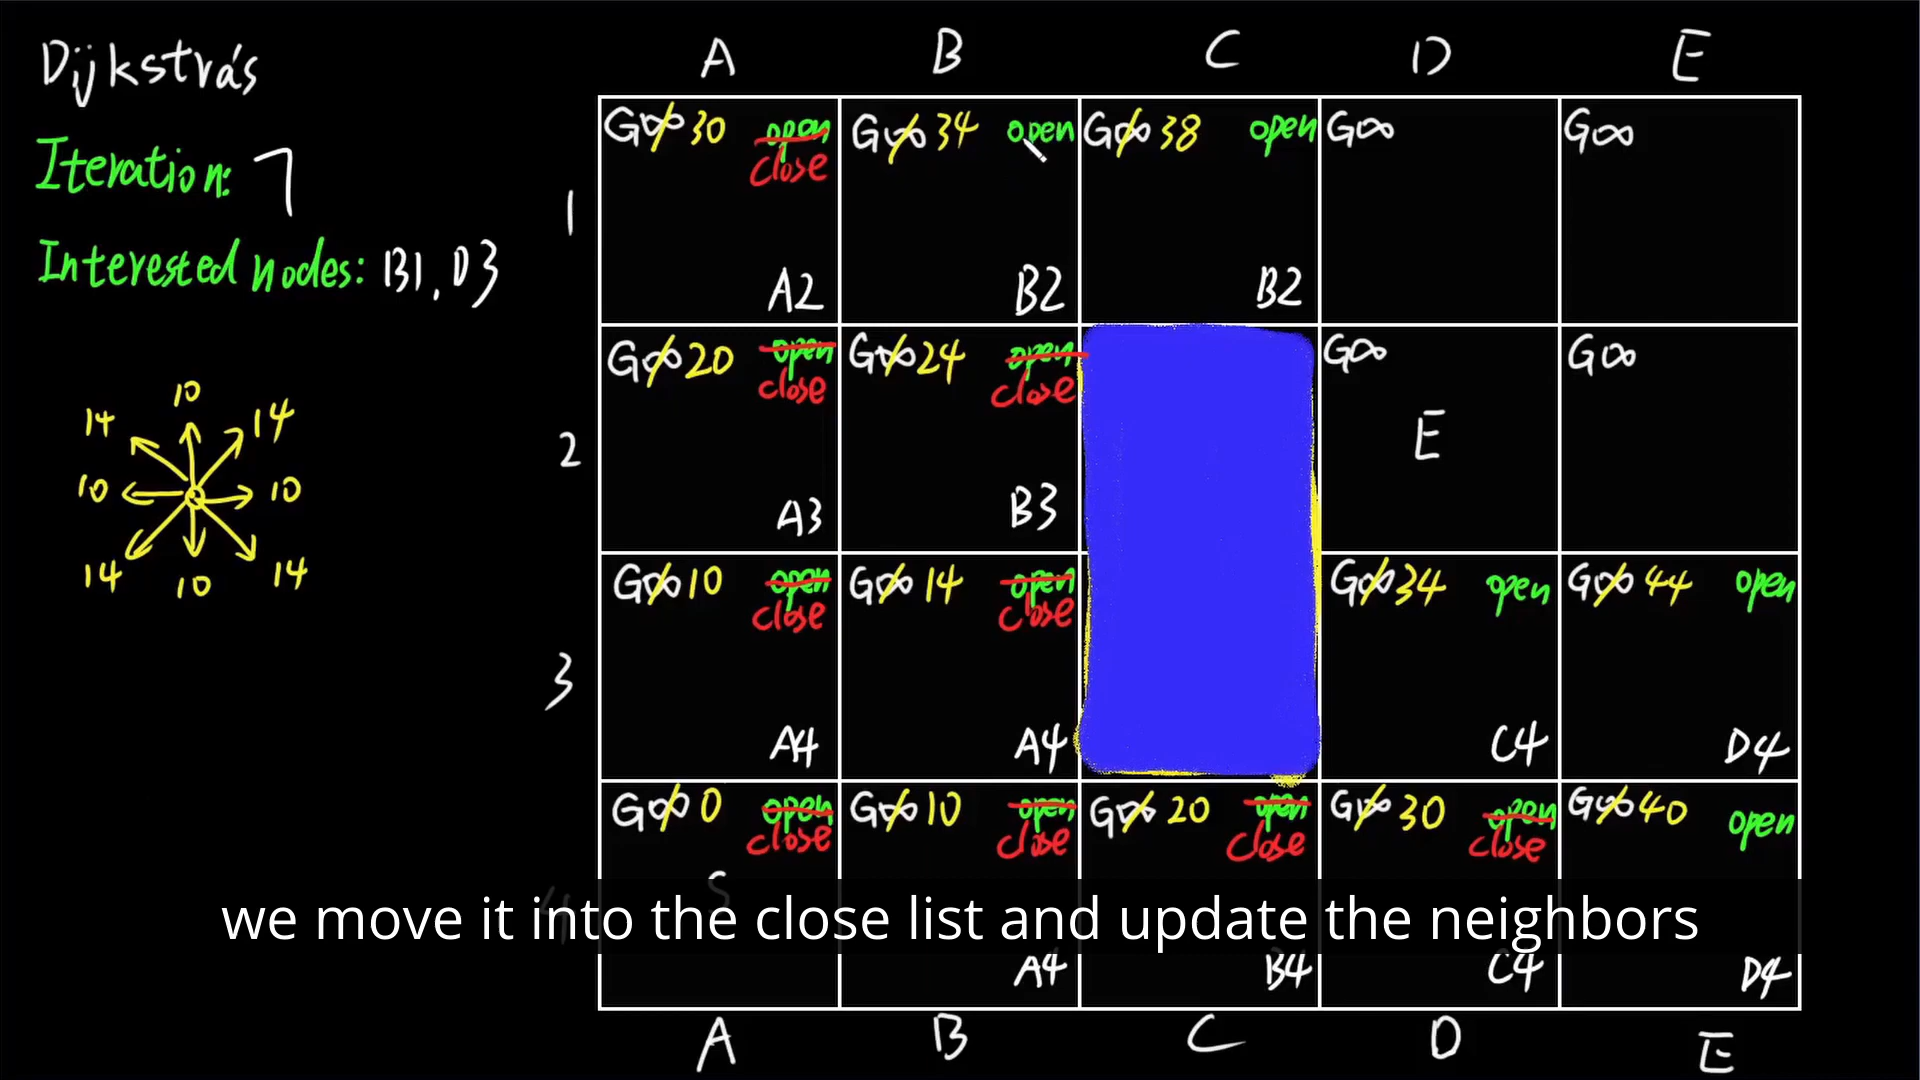 Dijkstra's
Iteration: 7
Interested nodes: B1, D3
10
14 14
10 10
14 10 14
A B C D E
1
G∞ 30 open close A2
G∞ 34 open B2
G∞ 38 open B2
G∞
G∞
2
G∞ 20 open close A3
G∞ 24 open close B3
G∞ E
G∞
3
G∞ 10 open close A4
G∞ 14 open close A4
G∞ 34 open C4
G∞ 44 open D4
4
G∞ 0 open close S
G∞ 10 open close A4
G∞ 20 open close B4
G∞ 30 open close C4
G∞ 40 open D4
we move it into the close list and update the neighbors
A B C D E